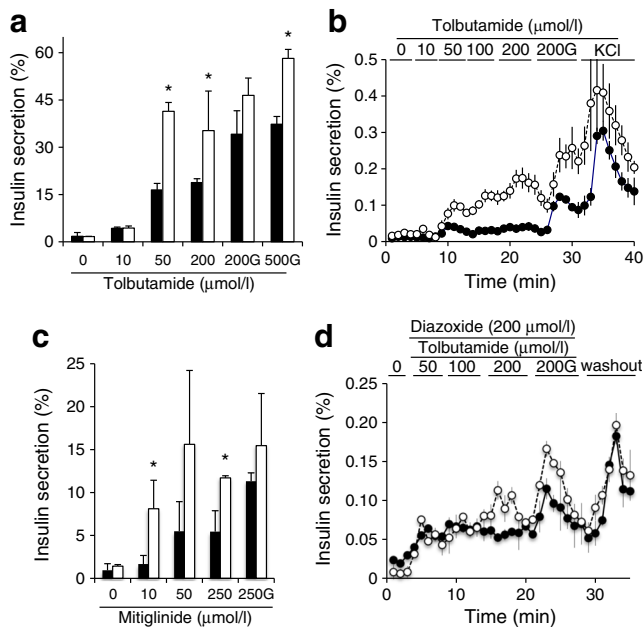 a
Insulin secretion (%)
60
45
30
15
0
* * *
0 10 50 200 200G 500G
Tolbutamide (μmol/l)
b
Tolbutamide (μmol/l)
0 10 50 100 200 200G KCl
Insulin secretion (%)
0.5
0.4
0.3
0.2
0.1
0
0 10 20 30 40
Time (min)
c
Insulin secretion (%)
25
20
15
10
5
0
* *
0 10 50 250 250G
Mitiglinide (μmol/l)
d
Diazoxide (200 μmol/l)
Tolbutamide (μmol/l)
0 50 100 200 200G washout
Insulin secretion (%)
0.25
0.20
0.15
0.10
0.05
0
0 10 20 30
Time (min)